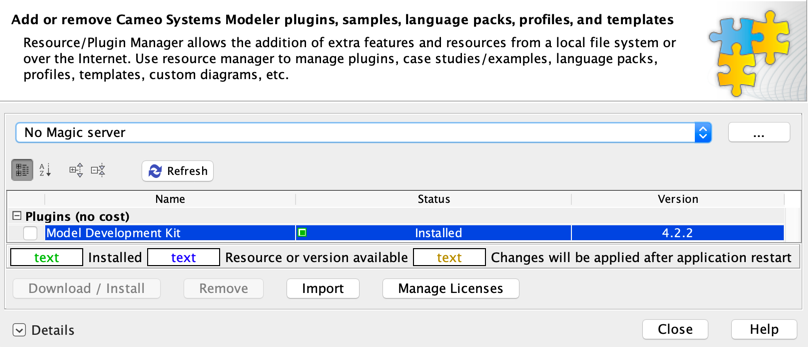 Add or remove Cameo Systems Modeler plugins, samples, language packs, profiles, and templates
Resource/Plugin Manager allows the addition of extra features and resources from a local file system or
over the Internet. Use resource manager to manage plugins, case studies/examples, language packs,
profiles, templates, custom diagrams, etc.
No Magic server ...
A Z Refresh
Name Status Version
Plugins (no cost)
Model Development Kit Installed 4.2.2
text Installed text Resource or version available text Changes will be applied after application restart
Download / Install Remove Import Manage Licenses
Details Close Help